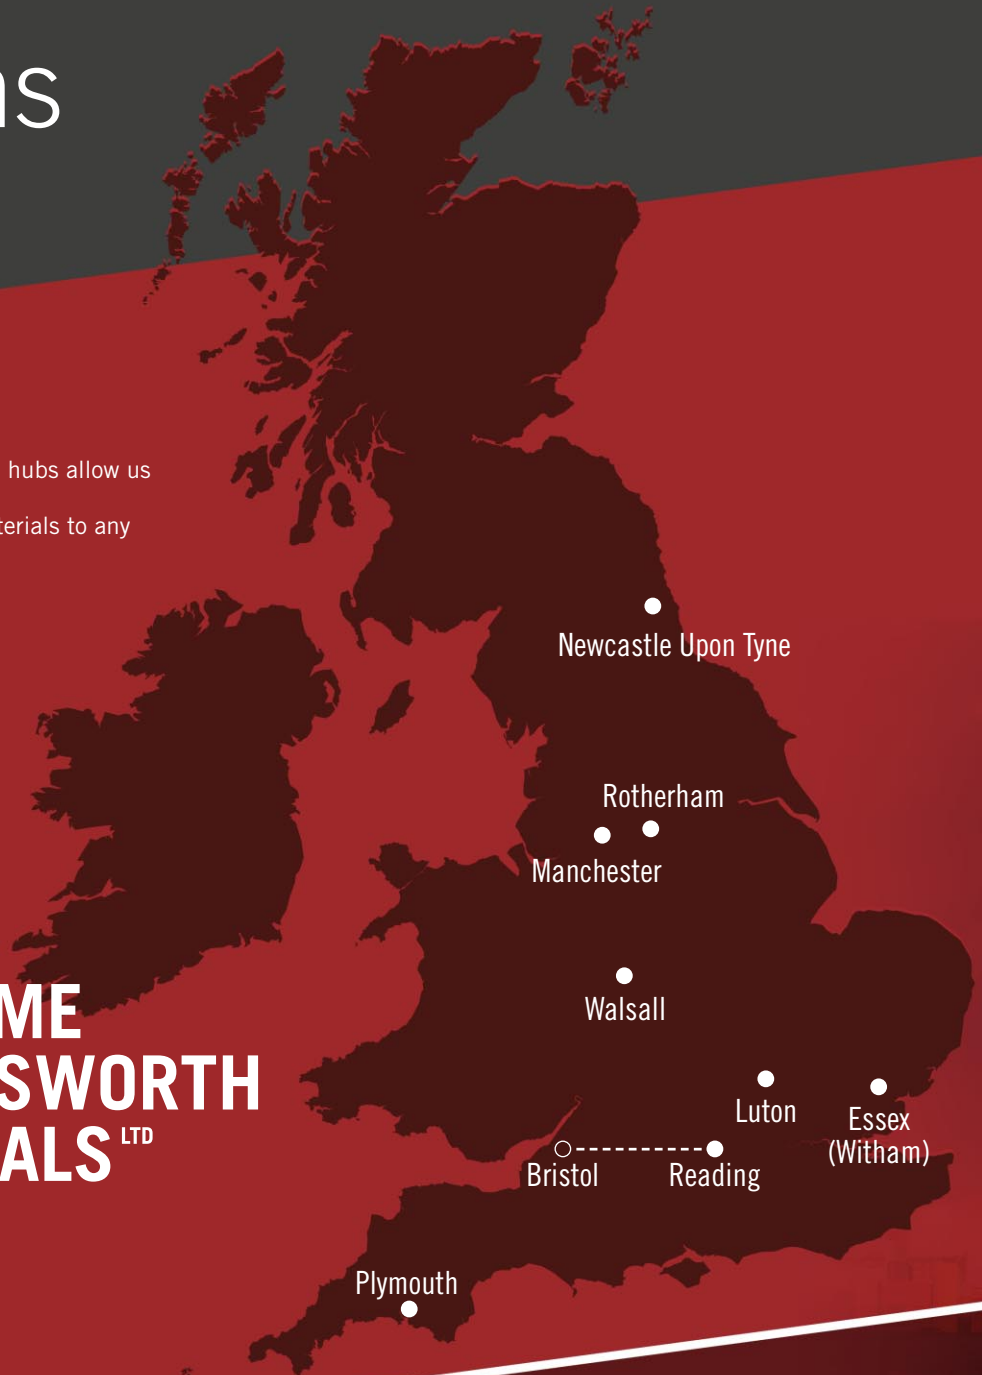 ns
hubs allow us
terials to any
Newcastle Upon Tyne
Rotherham
Manchester
Walsall
Luton
Essex
(Witham)
Bristol
Reading
Plymouth
ME
SWORTH
ALS LTD